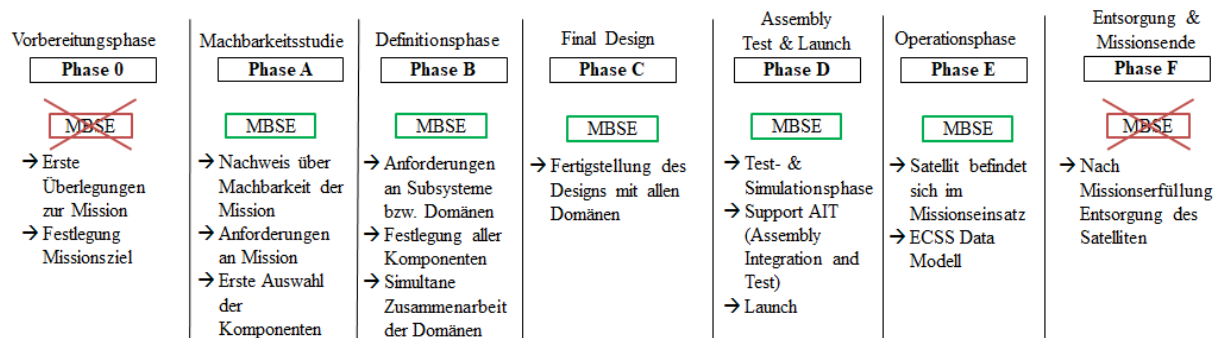 Vorbereitungsphase
Phase 0
MBSE
→ Erste
Überlegungen
zur Mission
→ Festlegung
Missionsziel
Machbarkeitsstudie
Phase A
MBSE
→ Nachweis über
Machbarkeit der
Mission
→ Anforderungen
an Mission
→ Erste Auswahl
der
Komponenten
Definitionsphase
Phase B
MBSE
→ Anforderungen
an Subsysteme
bzw. Domänen
→ Festlegung aller
Komponenten
→ Simultane
Zusammenarbeit
der Domänen
Final Design
Phase C
MBSE
→ Fertigstellung des
Designs mit allen
Domänen
Assembly
Test & Launch
Phase D
MBSE
→ Test- &
Simulationsphase
→ Support AIT
(Assembly
Integration and
Test)
→ Launch
Operationsphase
Phase E
MBSE
→ Satellit befindet
sich im
Missionseinsatz
→ ECSS Data
Modell
Entsorgung &
Missionsende
Phase F
MBSE
→ Nach
Missionserfüllung
Entsorgung des
Satelliten